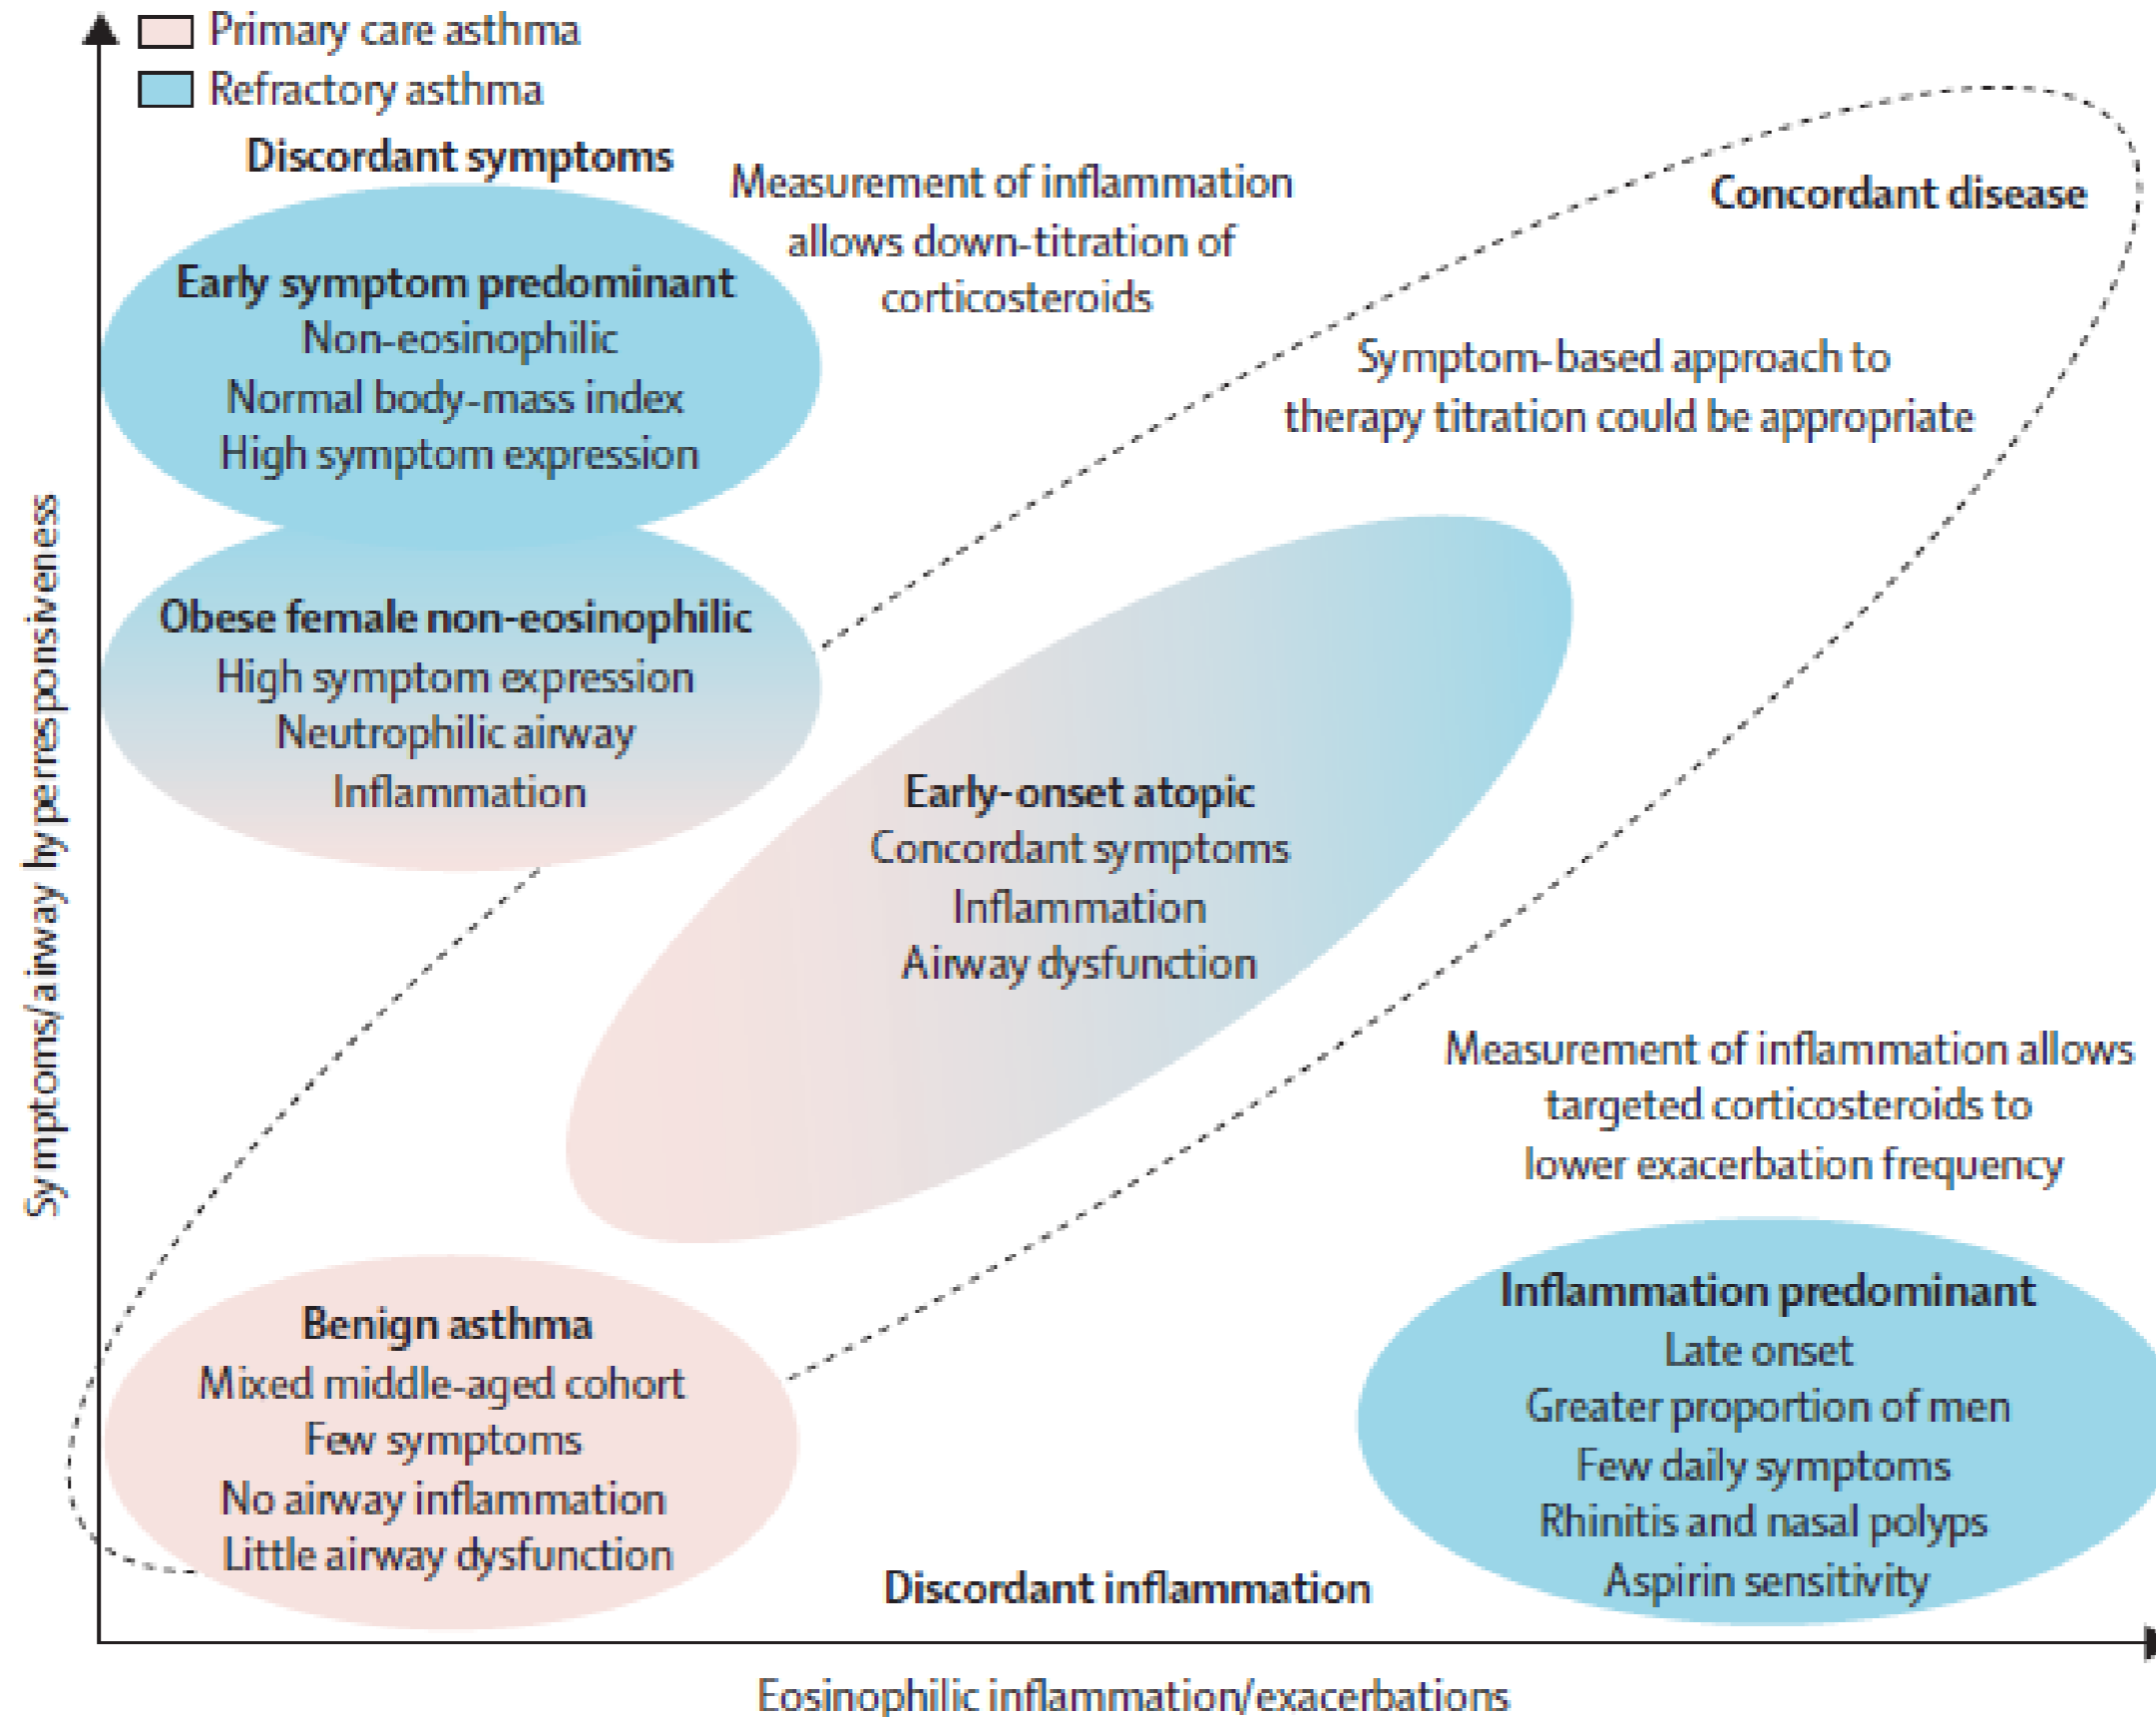 Primary care asthma
Refractory asthma
Discordant symptoms
Measurement of inflammation
allows down-titration of
corticosteroids
Concordant disease
Symptom-based approach to
therapy titration could be appropriate
Early symptom predominant
Non-eosinophilic
Normal body-mass index
High symptom expression
Obese female non-eosinophilic
High symptom expression
Neutrophilic airway
Inflammation
Symptoms/airway hyperresponsiveness
Early-onset atopic
Concordant symptoms
Inflammation
Airway dysfunction
Measurement of inflammation allows
targeted corticosteroids to
lower exacerbation frequency
Benign asthma
Mixed middle-aged cohort
Few symptoms
No airway inflammation
Little airway dysfunction
Inflammation predominant
Late onset
Greater proportion of men
Few daily symptoms
Rhinitis and nasal polyps
Aspirin sensitivity
Discordant inflammation
Eosinophilic inflammation/exacerbations